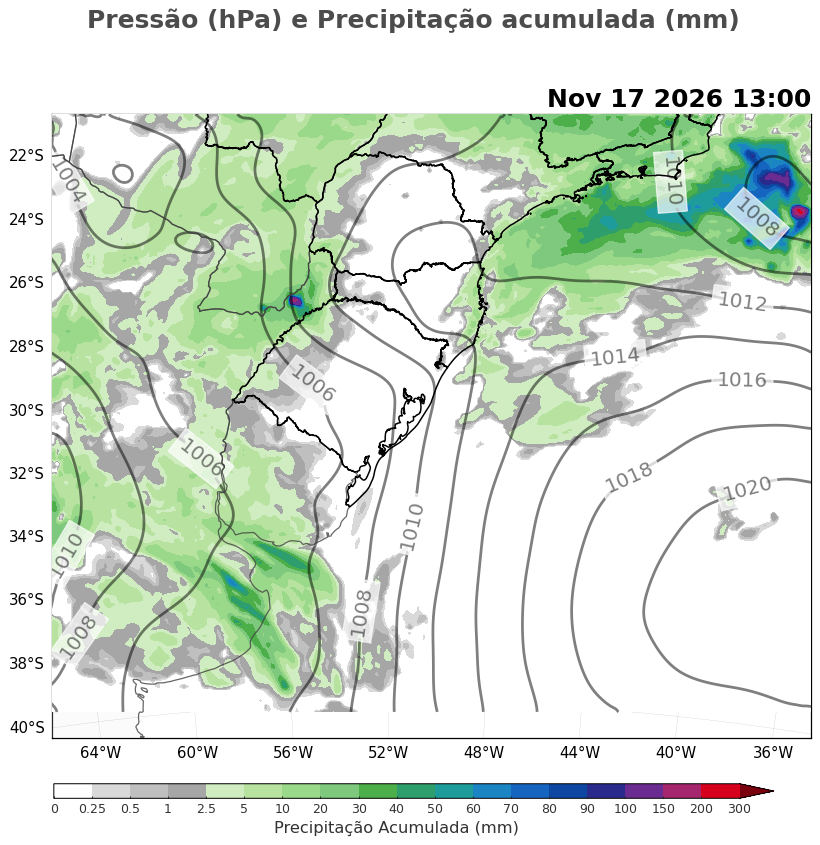 Pressão (hPa) e Precipitação acumulada (mm)
Nov 17 2026 13:00
22°S
24°S
26°S
28°S
30°S
32°S
34°S
36°S
38°S
40°S
1004
1010
1008
1012
1014
1016
1006
1006
1018
1020
1010
1010
1008
1008
64°W 60°W 56°W 52°W 48°W 44°W 40°W 36°W
0 0.25 0.5 1 2.5 5 10 20 30 40 50 60 70 80 90 100 150 200 300
Precipitação Acumulada (mm)